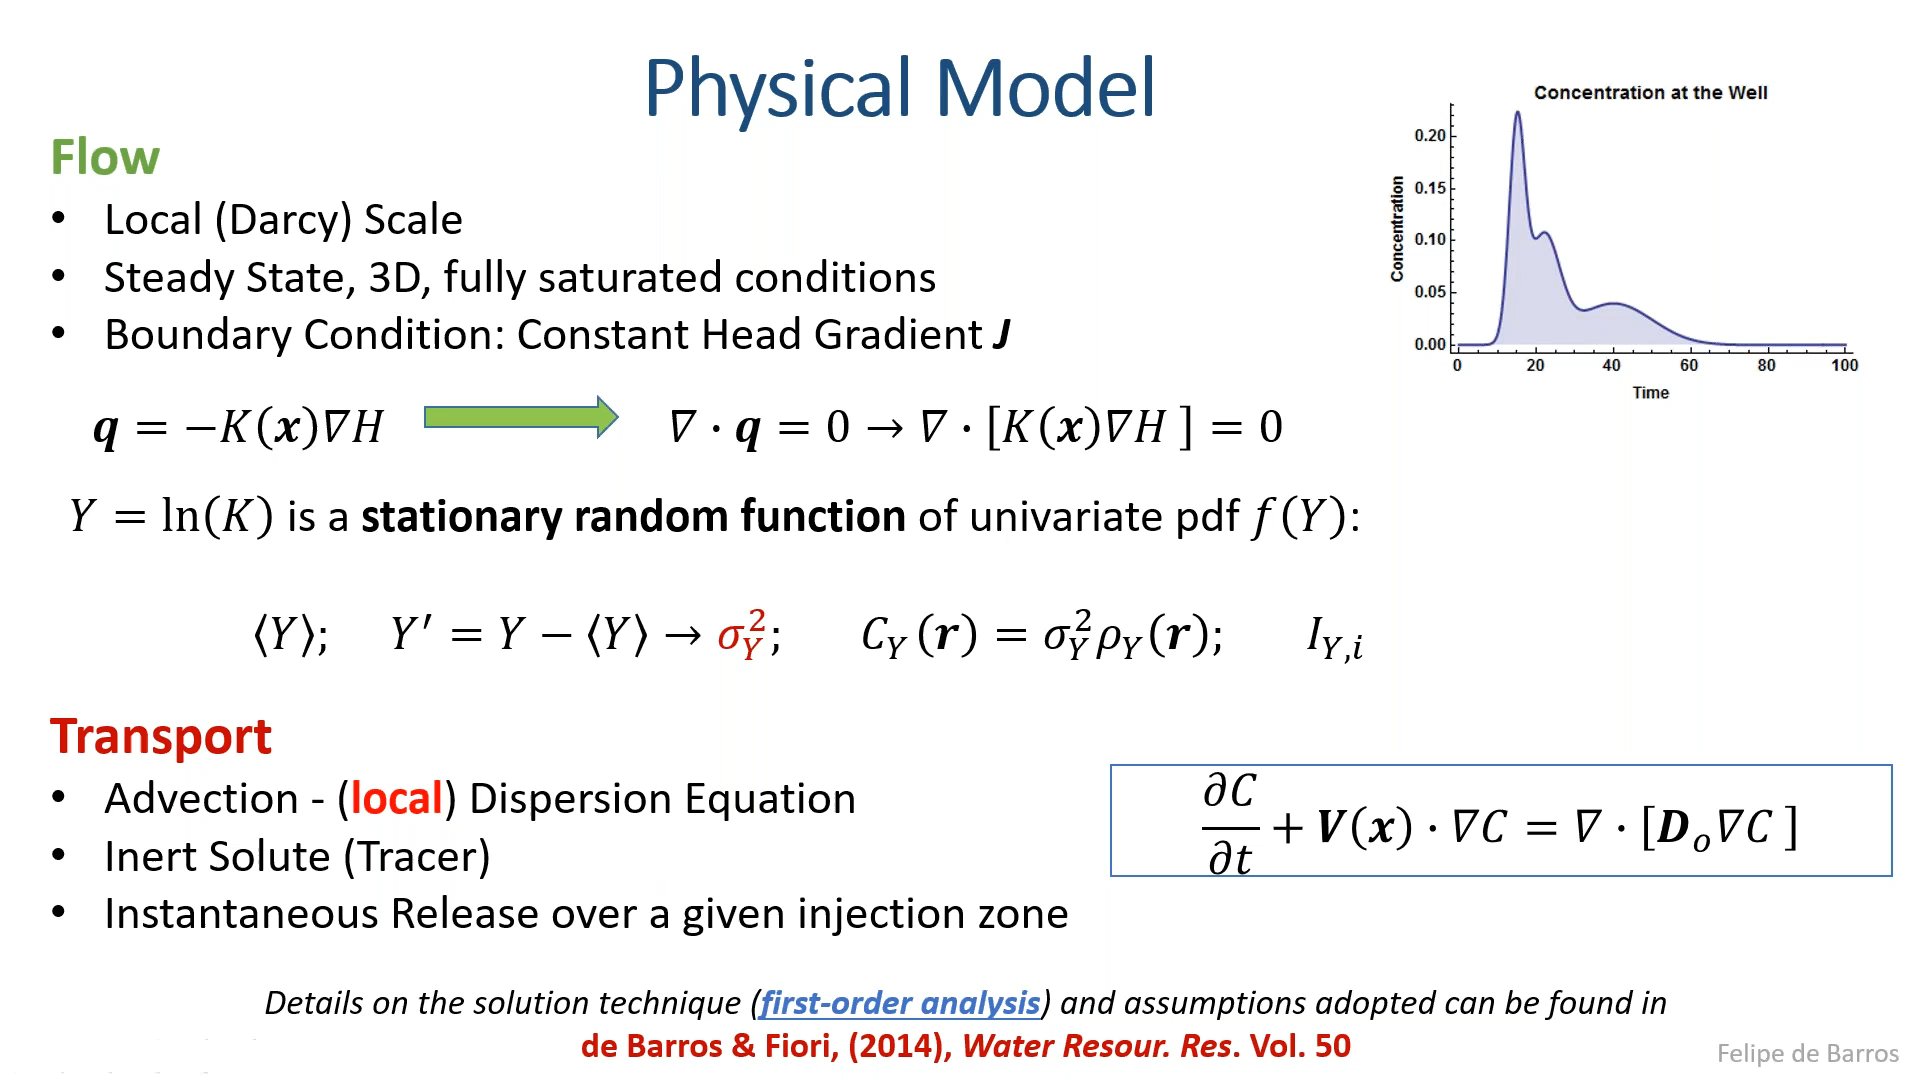 Physical Model
Flow
• Local (Darcy) Scale
• Steady State, 3D, fully saturated conditions
• Boundary Condition: Constant Head Gradient J
q = −K(x)∇H
∇ · q = 0 → ∇ · [K(x)∇H ] = 0
Y = ln(K) is a stationary random function of univariate pdf f(Y):
⟨Y⟩; Y′ = Y − ⟨Y⟩ → σ_Y^2; C_Y(r) = σ_Y^2 ρ_Y(r); I_{Y,i}
Concentration at the Well
Concentration
0.20
0.15
0.10
0.05
0.00
0 20 40 60 80 100
Time
Transport
• Advection - (local) Dispersion Equation
• Inert Solute (Tracer)
• Instantaneous Release over a given injection zone
∂C/∂t + V(x) · ∇C = ∇ · [D_o∇C ]
Details on the solution technique (first-order analysis) and assumptions adopted can be found in
de Barros & Fiori, (2014), Water Resour. Res. Vol. 50
Felipe de Barros